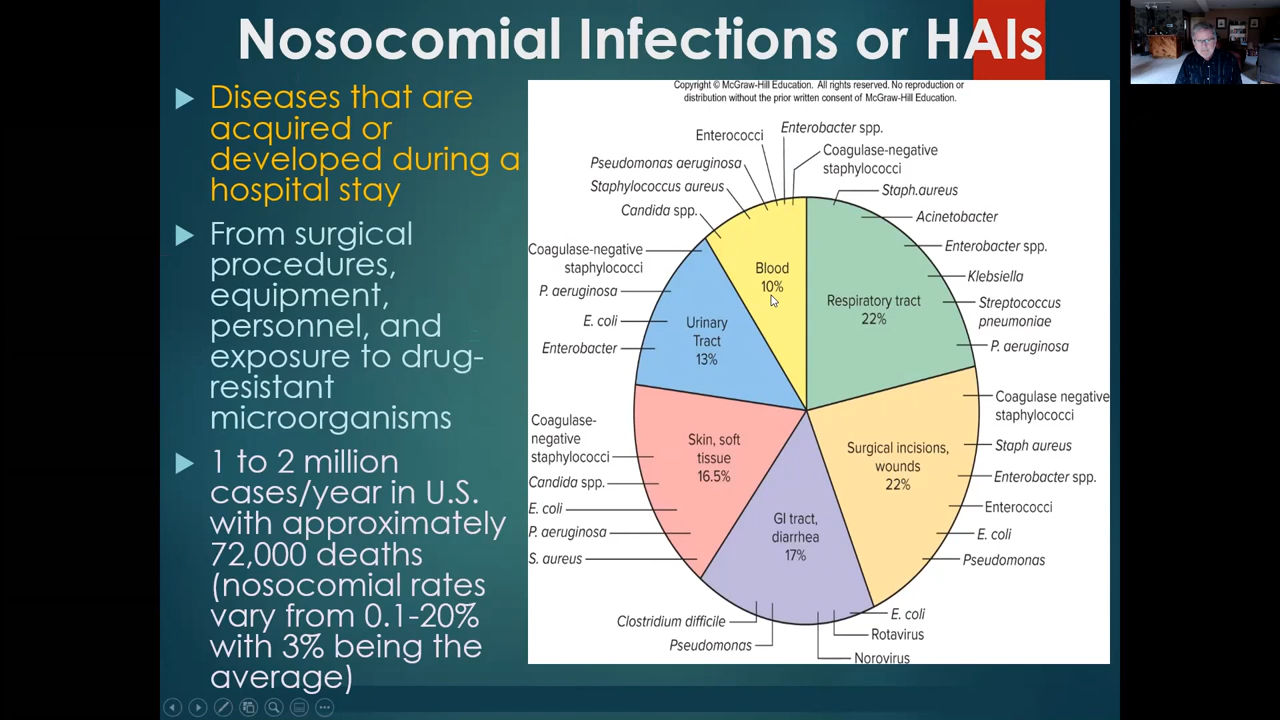 Nosocomial Infections or HAIs
Diseases that are
acquired or
developed during a
hospital stay
From surgical
procedures,
equipment,
personnel, and
exposure to drug-
resistant
microorganisms
1 to 2 million
cases/year in U.S.
with approximately
72,000 deaths
(nosocomial rates
vary from 0.1-20%
with 3% being the
average)
Copyright © McGraw-Hill Education. All rights reserved. No reproduction or
distribution without the prior written consent of McGraw-Hill Education.
Enterobacter spp.
Enterococci
Coagulase-negative
staphylococci
Pseudomonas aeruginosa
Staphylococcus aureus
Candida spp.
Blood
10%
Staph.aureus
Acinetobacter
Enterobacter spp.
Klebsiella
Streptococcus
pneumoniae
P. aeruginosa
Respiratory tract
22%
Coagulase-negative
staphylococci
P. aeruginosa
E. coli
Enterobacter
Urinary
Tract
13%
Coagulase negative
staphylococci
Staph aureus
Enterobacter spp.
Enterococci
E. coli
Pseudomonas
Surgical incisions,
wounds
22%
Coagulase-
negative
staphylococci
Candida spp.
E. coli
P. aeruginosa
S. aureus
Skin, soft
tissue
16.5%
GI tract,
diarrhea
17%
Clostridium difficile
Pseudomonas
E. coli
Rotavirus
Norovirus